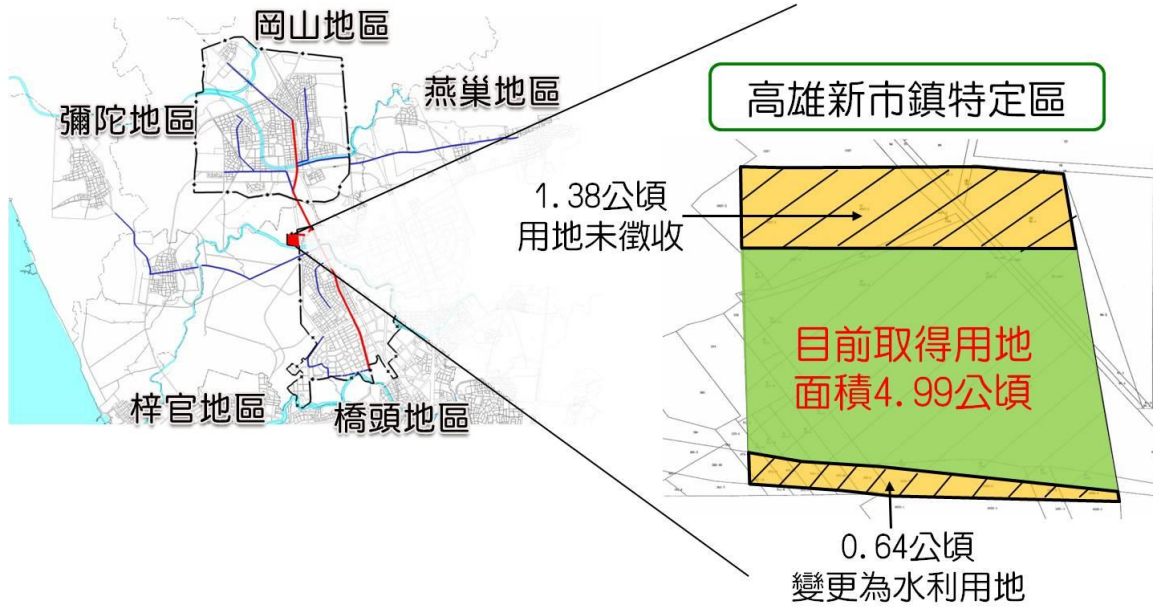 岡山地區
燕巢地區
彌陀地區
梓官地區
橋頭地區
高雄新市鎮特定區
1.38公頃
用地未徵收
目前取得用地
面積4.99公頃
0.64公頃
變更為水利用地